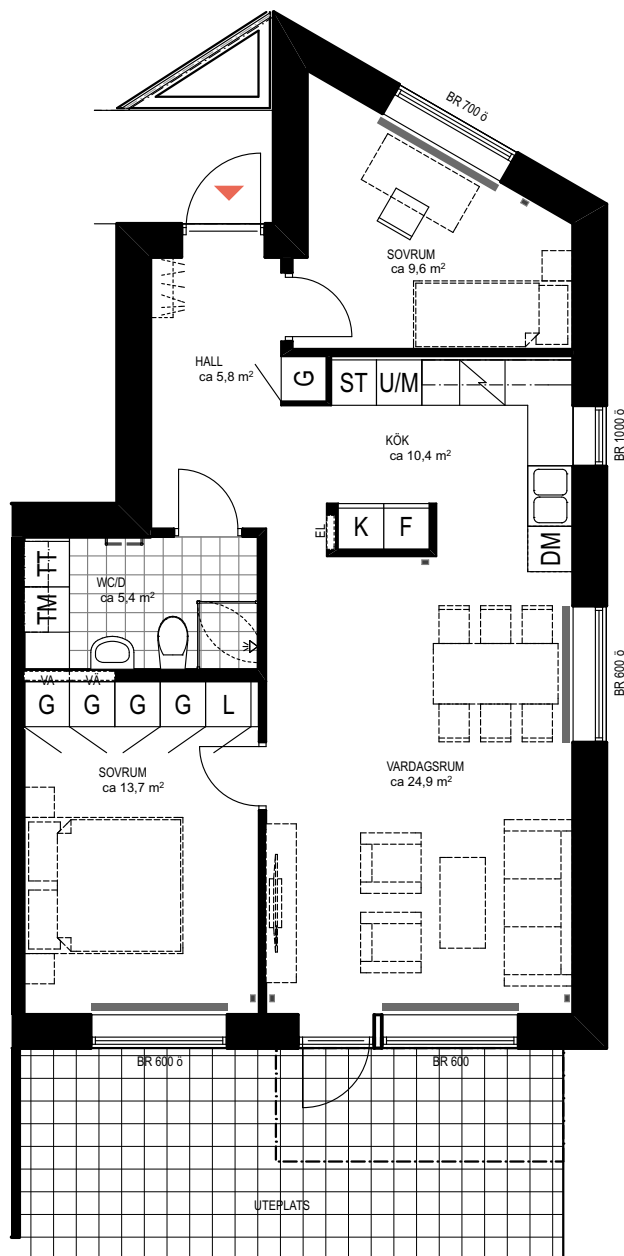 BR 700 ö
SOVRUM
ca 9,6 m²
HALL
ca 5,8 m²
G
ST
U/M
BR 1000 ö
KÖK
ca 10,4 m²
EL
K
F
DM
TT
TM
WC/D
ca 5,4 m²
BR 600 ö
VA
VÄ
G
G
G
G
L
SOVRUM
ca 13,7 m²
VARDAGSRUM
ca 24,9 m²
BR 600 ö
BR 600
UTEPLATS